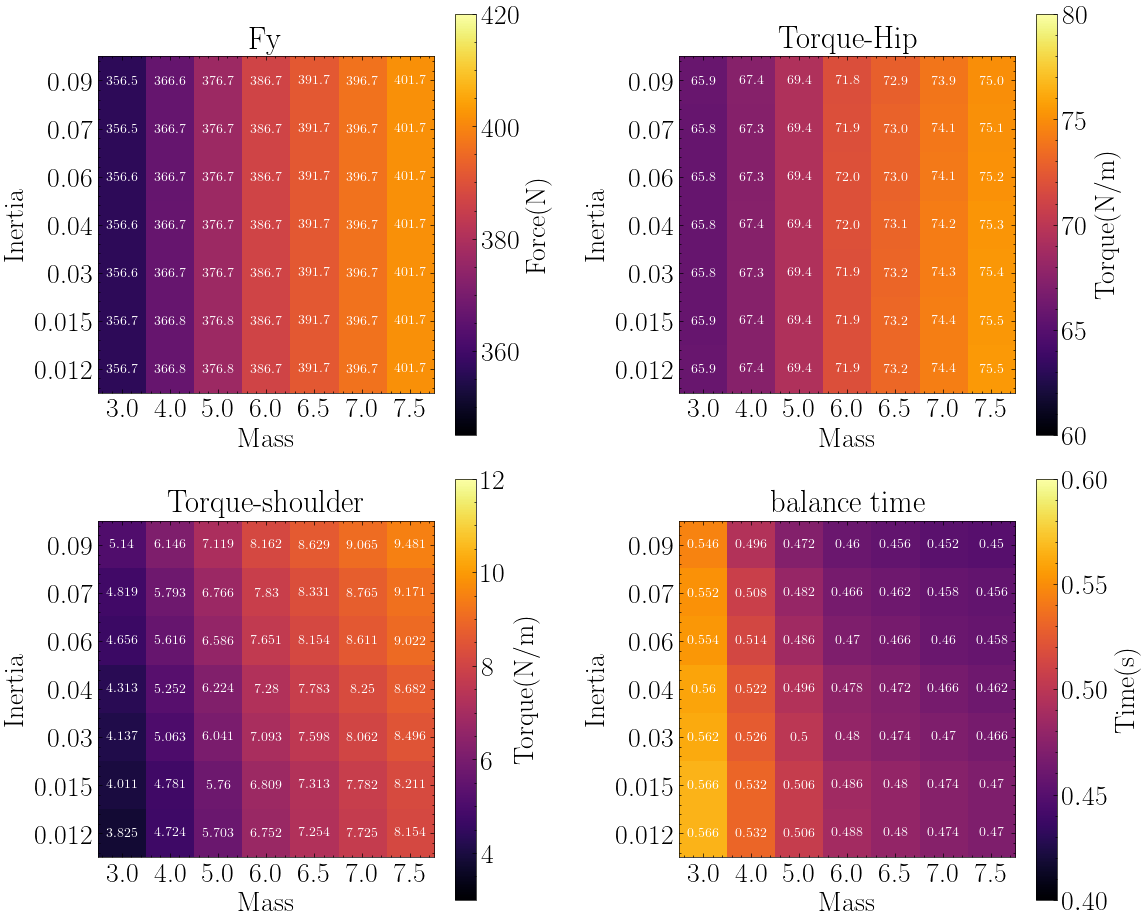 Fy
0.09 356.5 366.6 376.7 386.7 391.7 396.7 401.7
0.07 356.5 366.7 376.7 386.7 391.7 396.7 401.7
0.06 356.6 366.7 376.7 386.7 391.7 396.7 401.7
0.04 356.6 366.7 376.7 386.7 391.7 396.7 401.7
0.03 356.6 366.7 376.7 386.7 391.7 396.7 401.7
0.015 356.7 366.8 376.8 386.7 391.7 396.7 401.7
0.012 356.7 366.8 376.8 386.7 391.7 396.7 401.7
3.0 4.0 5.0 6.0 6.5 7.0 7.5
Mass
Inertia
420
400
380
360
Force(N)
Torque-Hip
0.09 65.9 67.4 69.4 71.8 72.9 73.9 75.0
0.07 65.8 67.3 69.4 71.9 73.0 74.1 75.1
0.06 65.8 67.3 69.4 72.0 73.0 74.1 75.2
0.04 65.8 67.4 69.4 72.0 73.1 74.2 75.3
0.03 65.8 67.3 69.4 71.9 73.2 74.3 75.4
0.015 65.9 67.4 69.4 71.9 73.2 74.4 75.5
0.012 65.9 67.4 69.4 71.9 73.2 74.4 75.5
3.0 4.0 5.0 6.0 6.5 7.0 7.5
Mass
Inertia
80
75
70
65
60
Torque(N/m)
Torque-shoulder
0.09 5.14 6.146 7.119 8.162 8.629 9.065 9.481
0.07 4.819 5.793 6.766 7.83 8.331 8.765 9.171
0.06 4.656 5.616 6.586 7.651 8.154 8.611 9.022
0.04 4.313 5.252 6.224 7.28 7.783 8.25 8.682
0.03 4.137 5.063 6.041 7.093 7.598 8.062 8.496
0.015 4.011 4.781 5.76 6.809 7.313 7.782 8.211
0.012 3.825 4.724 5.703 6.752 7.254 7.725 8.154
3.0 4.0 5.0 6.0 6.5 7.0 7.5
Mass
Inertia
12
10
8
6
4
Torque(N/m)
balance time
0.09 0.546 0.496 0.472 0.46 0.456 0.452 0.45
0.07 0.552 0.508 0.482 0.466 0.462 0.458 0.456
0.06 0.554 0.514 0.486 0.47 0.466 0.46 0.458
0.04 0.56 0.522 0.496 0.478 0.472 0.466 0.462
0.03 0.562 0.526 0.5 0.48 0.474 0.47 0.466
0.015 0.566 0.532 0.506 0.486 0.48 0.474 0.47
0.012 0.566 0.532 0.506 0.488 0.48 0.474 0.47
3.0 4.0 5.0 6.0 6.5 7.0 7.5
Mass
Inertia
0.60
0.55
0.50
0.45
0.40
Time(s)